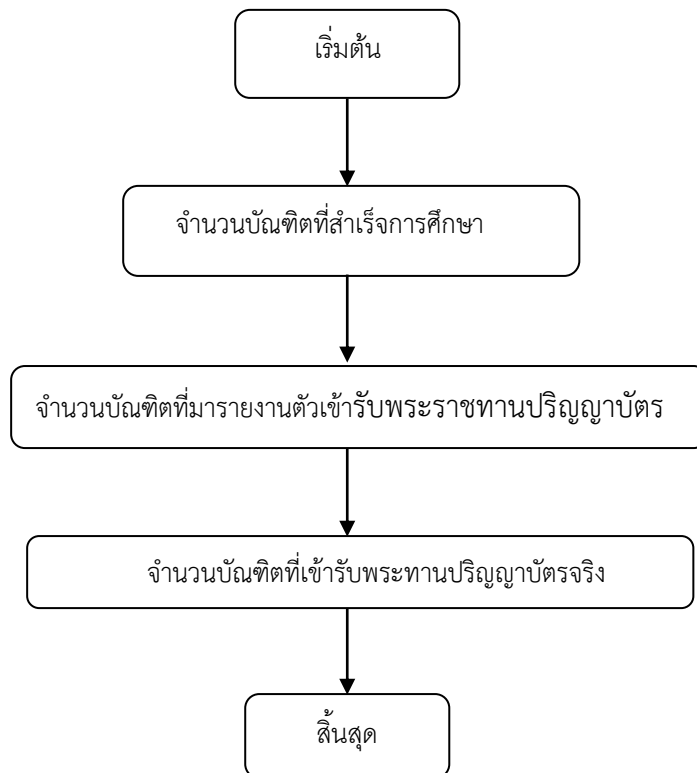 เริ่มต้น
จำนวนบัณฑิตที่สำเร็จการศึกษา
จำนวนบัณฑิตที่มารายงานตัวเข้ารับพระราชทานปริญญาบัตร
จำนวนบัณฑิตที่เข้ารับพระทานปริญญาบัตรจริง
สิ้นสุด